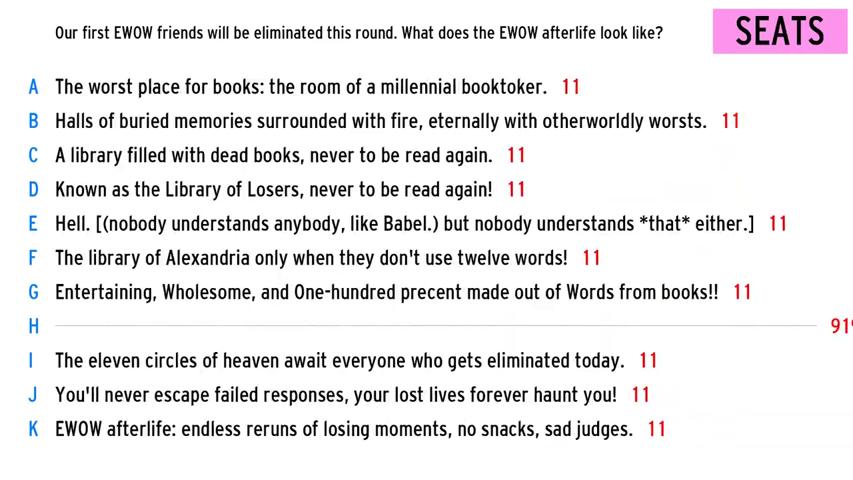 Our first EWOW friends will be eliminated this round. What does the EWOW afterlife look like?
SEATS
A The worst place for books: the room of a millennial booktoker. 11
B Halls of buried memories surrounded with fire, eternally with otherworldly worsts. 11
C A library filled with dead books, never to be read again. 11
D Known as the Library of Losers, never to be read again! 11
E Hell. [(nobody understands anybody, like Babel.) but nobody understands *that* either.] 11
F The library of Alexandria only when they don't use twelve words! 11
G Entertaining, Wholesome, and One-hundred precent made out of Words from books!! 11
H
I The eleven circles of heaven await everyone who gets eliminated today. 11
J You'll never escape failed responses, your lost lives forever haunt you! 11
K EWOW afterlife: endless reruns of losing moments, no snacks, sad judges. 11